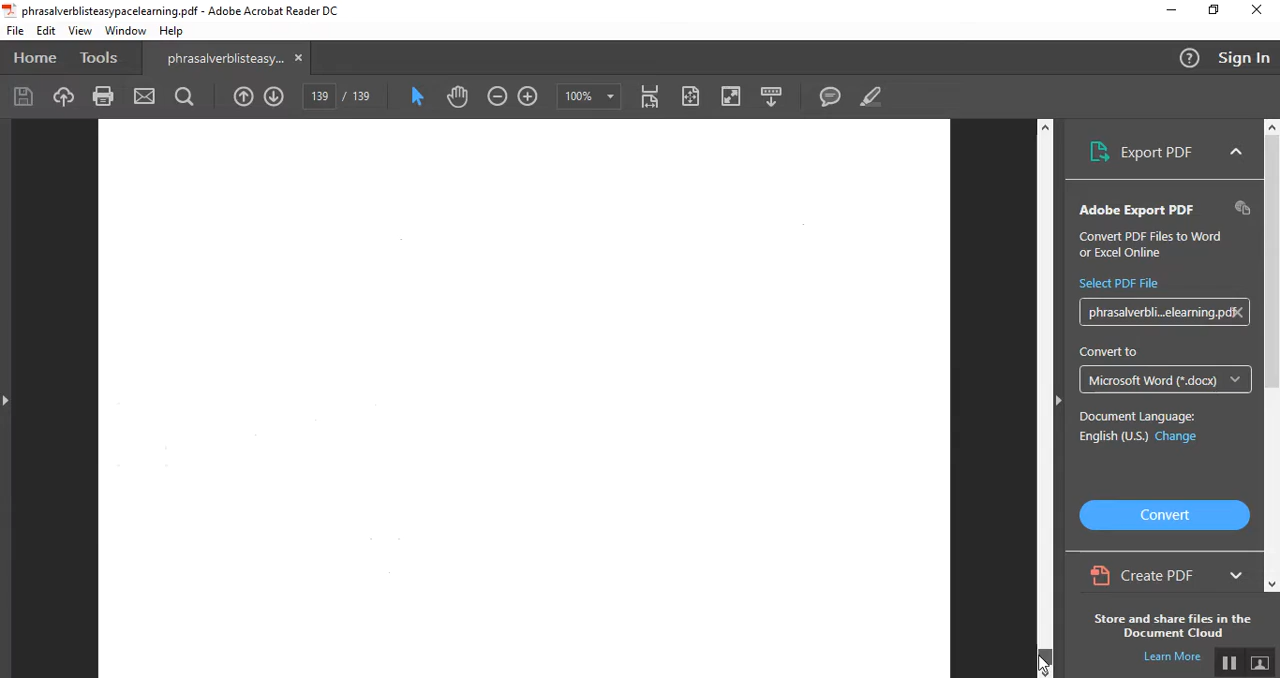 phrasalverblisteasypacelearning.pdf - Adobe Acrobat Reader DC
File Edit View Window Help
Home Tools phrasalverblisteasy... × ? Sign In
139 / 139 100%
Export PDF
Adobe Export PDF
Convert PDF Files to Word
or Excel Online
Select PDF File
phrasalverbli...elearning.pdf
Convert to
Microsoft Word (*.docx)
Document Language:
English (U.S.) Change
Convert
Create PDF
Store and share files in the
Document Cloud
Learn More